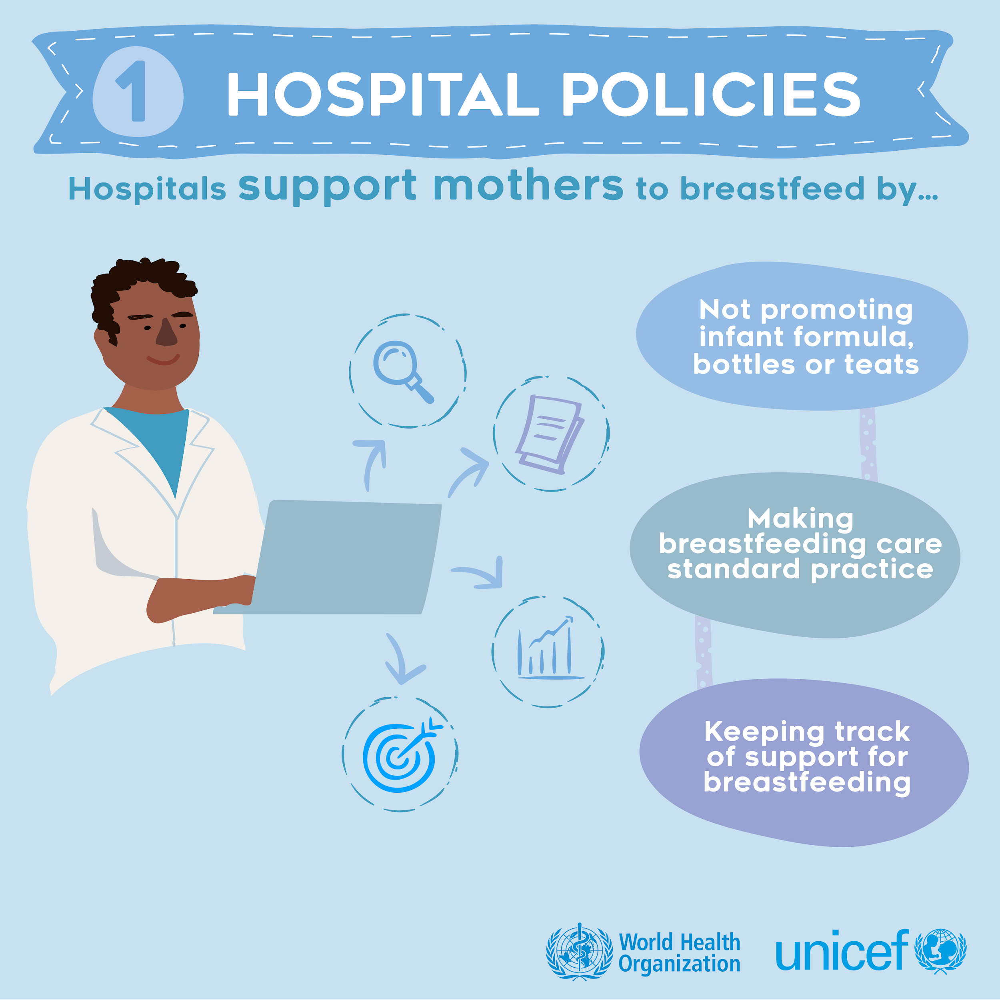 1
HOSPITAL POLICIES
Hospitals support mothers to breastfeed by...
Not promoting
infant formula,
bottles or teats
Making
breastfeeding care
standard practice
Keeping track
of support for
breastfeeding
World Health
Organization
unicef